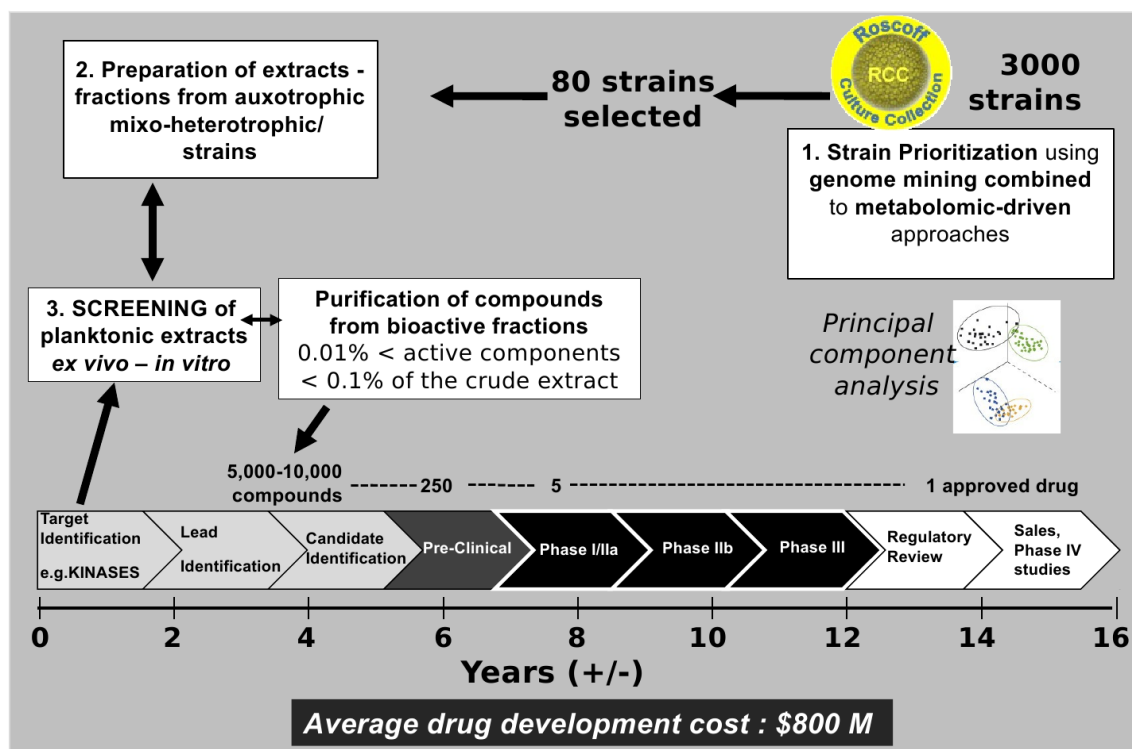 2. Preparation of extracts -
fractions from auxotrophic
mixo-heterotrophic/
strains
80 strains
selected
Roscoff
RCC
Culture Collection
3000
strains
1. Strain Prioritization using
genome mining combined
to metabolomic-driven
approaches
3. SCREENING of
planktonic extracts
ex vivo – in vitro
Purification of compounds
from bioactive fractions
0.01% < active components
< 0.1% of the crude extract
Principal
component
analysis
5,000-10,000
compounds
250
5
1 approved drug
Target
Identification
e.g.KINASES
Lead
Identification
Candidate
Identification
Pre-Clinical
Phase I/IIa
Phase IIb
Phase III
Regulatory
Review
Sales,
Phase IV
studies
0 2 4 6 8 10 12 14 16
Years (+/-)
Average drug development cost : $800 M